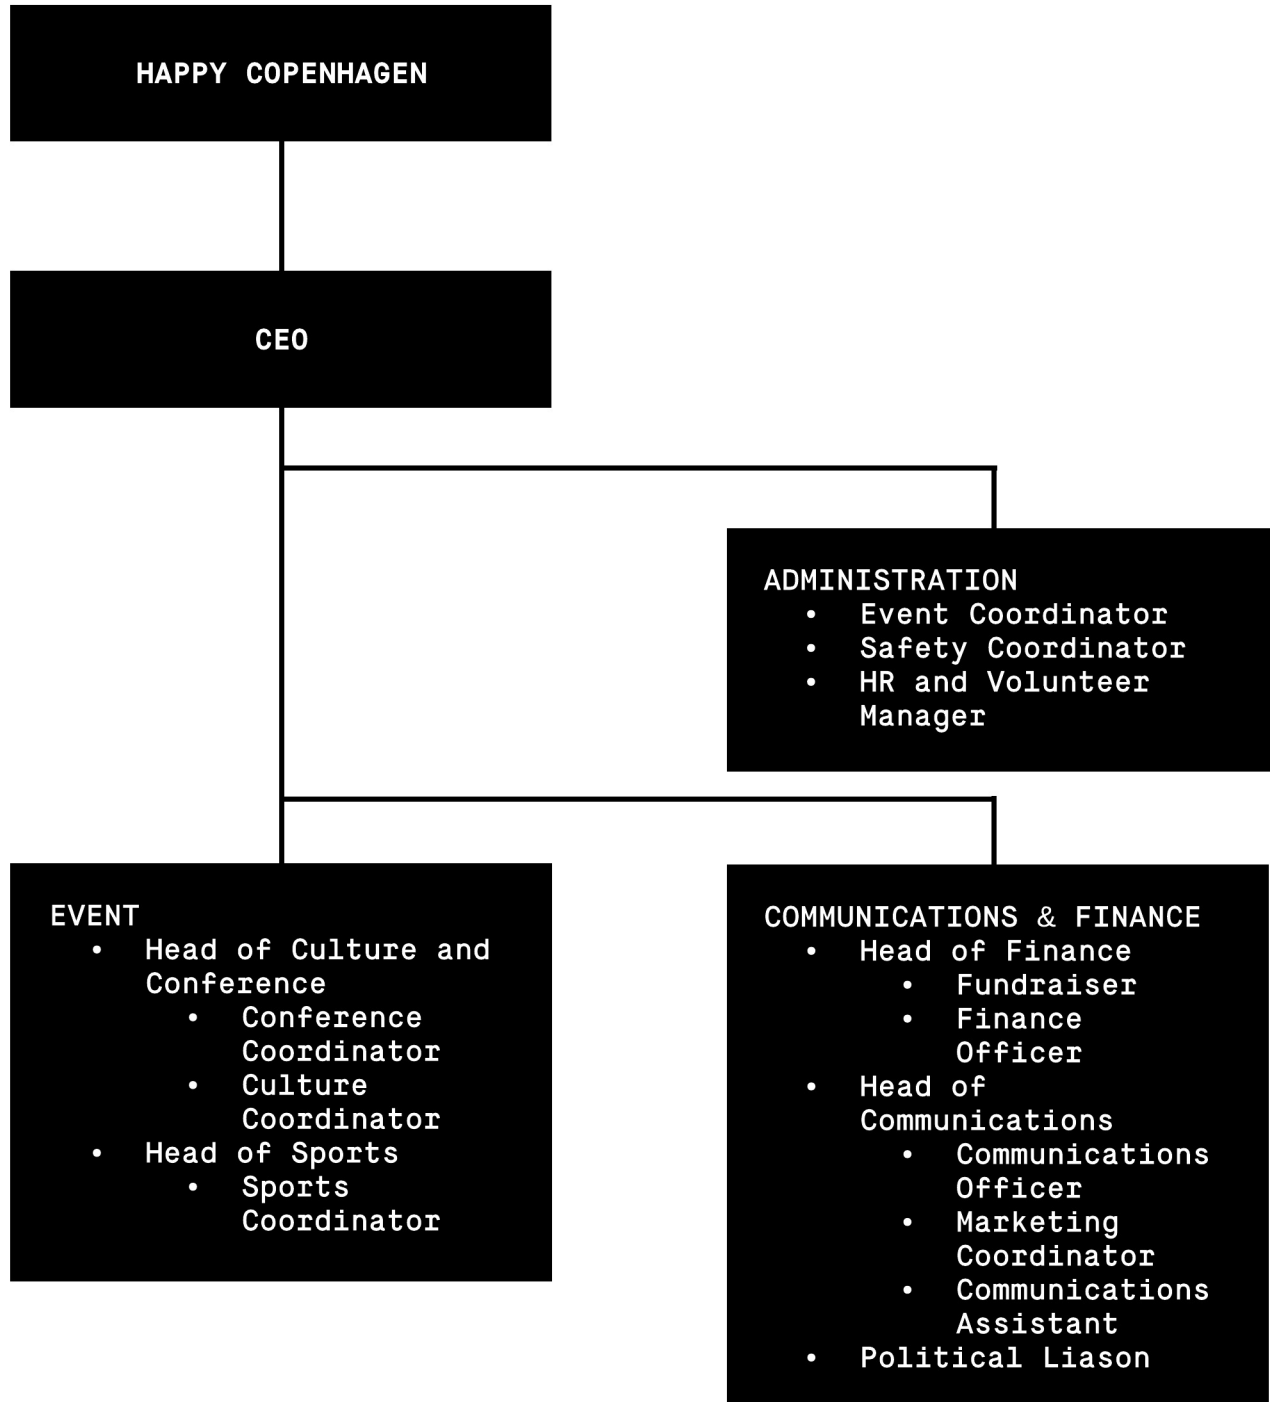 HAPPY COPENHAGEN
CEO
ADMINISTRATION
• Event Coordinator
• Safety Coordinator
• HR and Volunteer
Manager
EVENT
• Head of Culture and
Conference
• Conference
Coordinator
• Culture
Coordinator
• Head of Sports
• Sports
Coordinator
COMMUNICATIONS & FINANCE
• Head of Finance
• Fundraiser
• Finance
Officer
• Head of
Communications
• Communications
Officer
• Marketing
Coordinator
• Communications
Assistant
• Political Liason